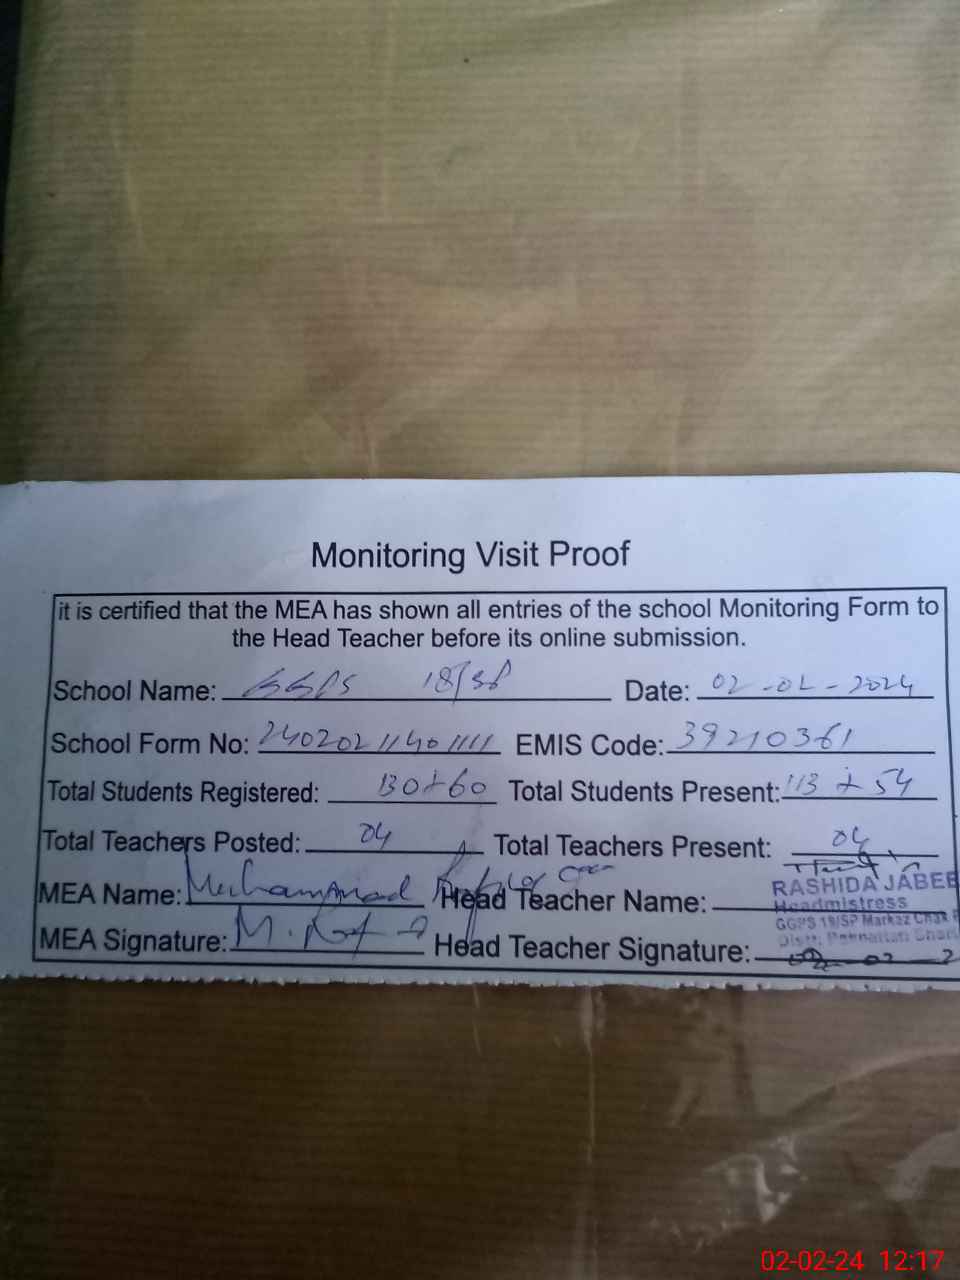 Monitoring Visit Proof
it is certified that the MEA has shown all entries of the school Monitoring Form to
the Head Teacher before its online submission.
School Name: GGPS 18/SP Date: 02-02-2024
School Form No: 24020211401111 EMIS Code: 39210361
Total Students Registered: 130+60 Total Students Present: 113+54
Total Teachers Posted: 04 Total Teachers Present: 04
MEA Name: Muhammad Head Teacher Name:
RASHIDA JABEE
Headmistress
GGPS 18/SP Markaz Chak
Distt:
MEA Signature: M. Head Teacher Signature:
02-02-24 12:17